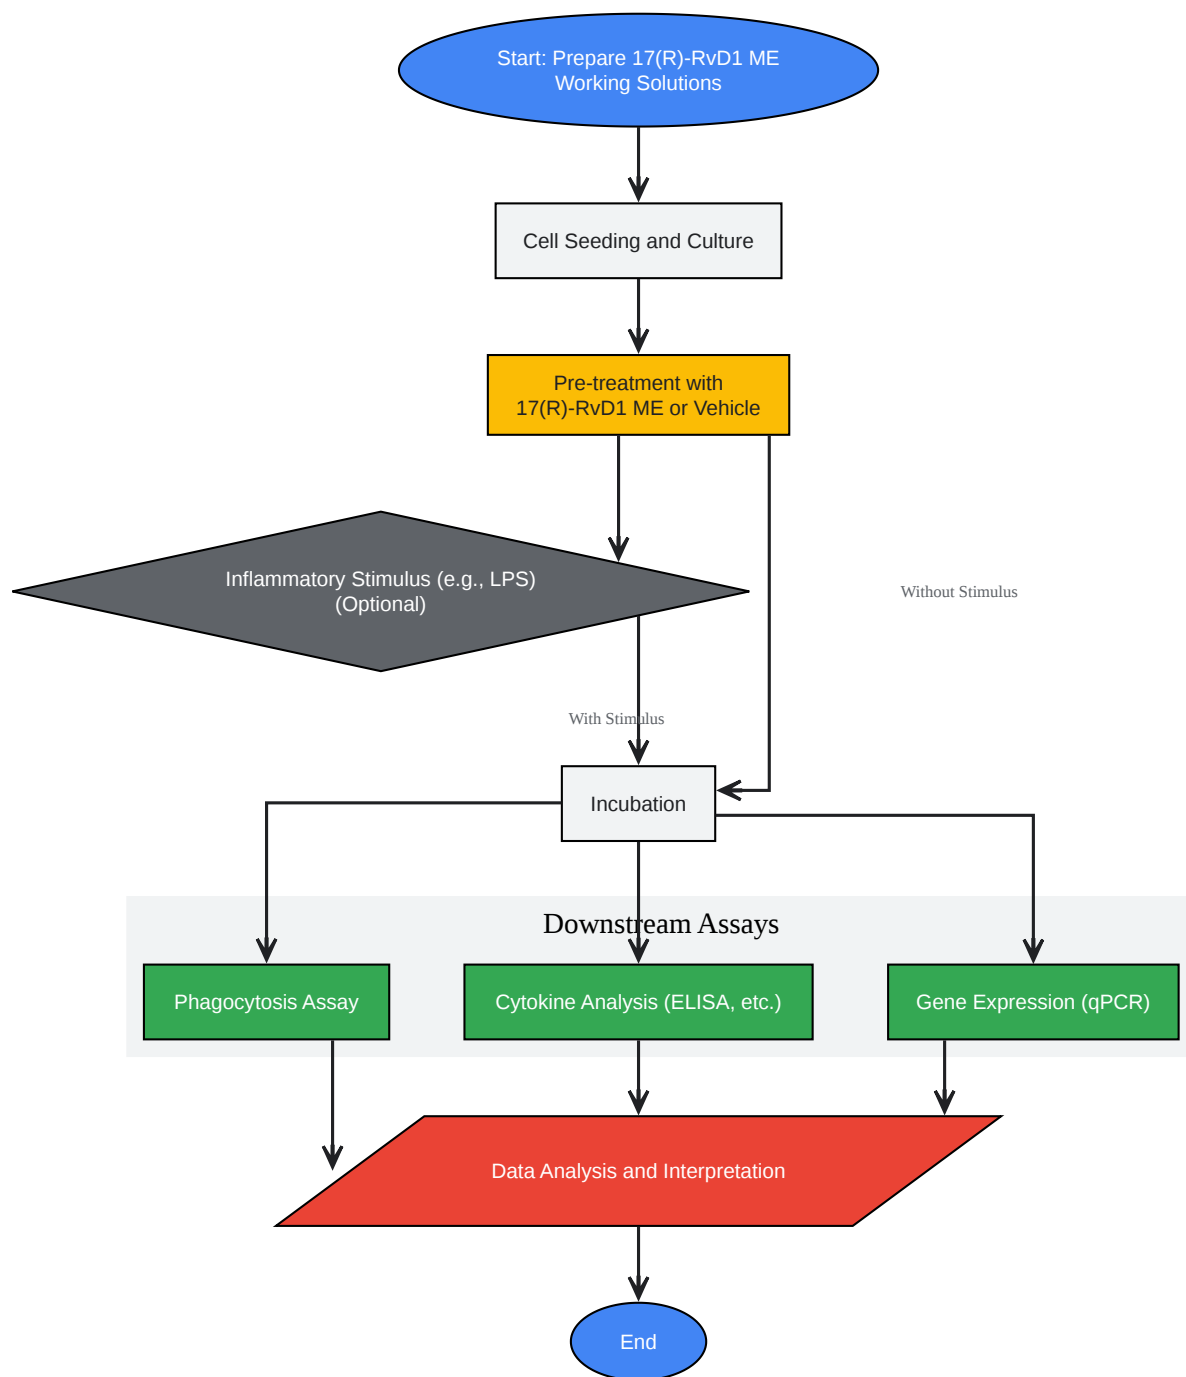 Start: Prepare 17(R)-RvD1 ME
Working Solutions
Cell Seeding and Culture
Pre-treatment with
17(R)-RvD1 ME or Vehicle
Inflammatory Stimulus (e.g., LPS)
(Optional)
Without Stimulus
With Stimulus
Incubation
Downstream Assays
Phagocytosis Assay
Cytokine Analysis (ELISA, etc.)
Gene Expression (qPCR)
Data Analysis and Interpretation
End